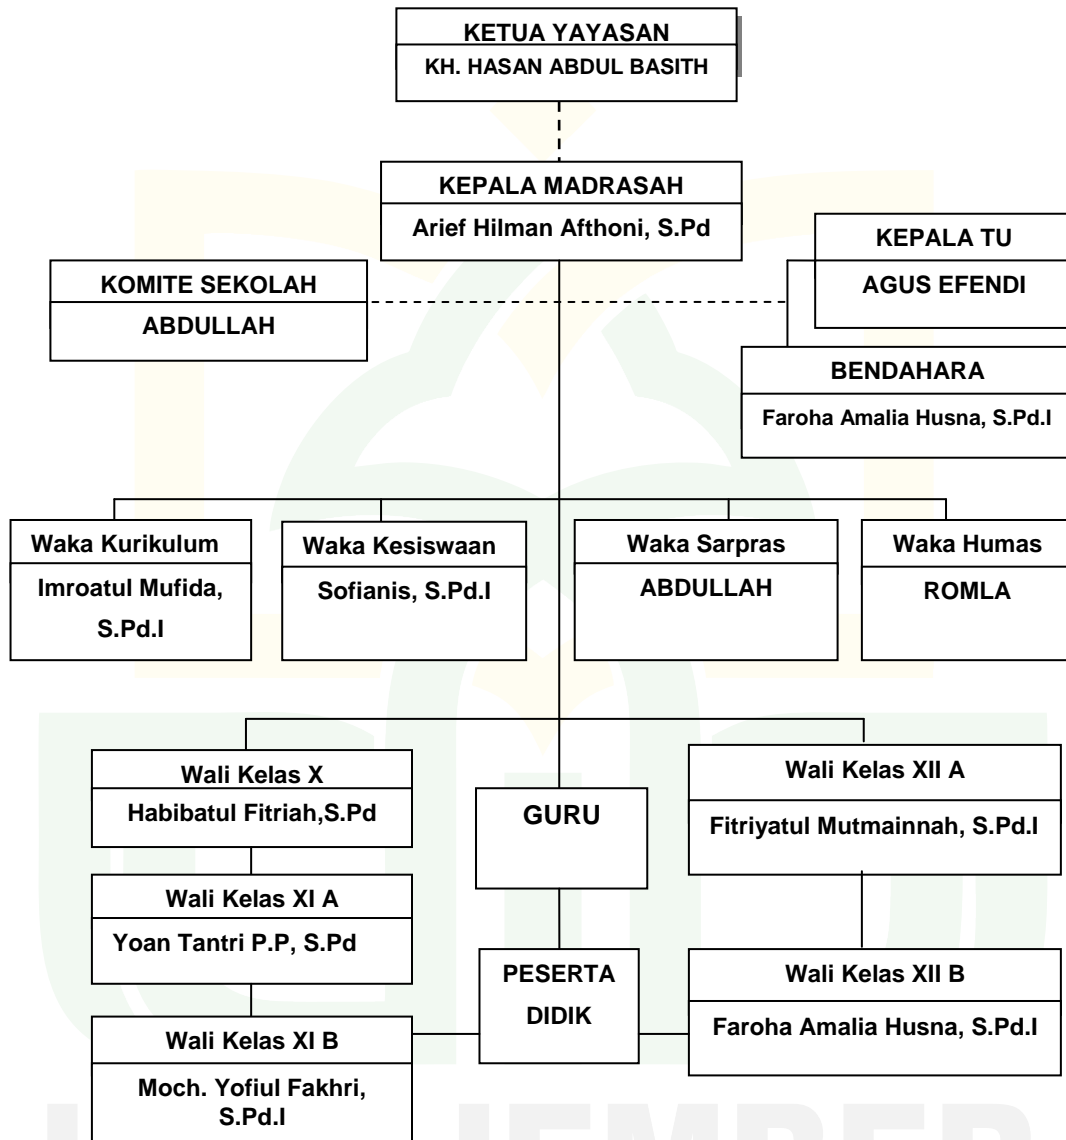 KETUA YAYASAN
KH. HASAN ABDUL BASITH
KEPALA MADRASAH
Arief Hilman Afthoni, S.Pd
KEPALA TU
AGUS EFENDI
KOMITE SEKOLAH
ABDULLAH
BENDAHARA
Faroha Amalia Husna, S.Pd.I
Waka Kurikulum
Imroatul Mufida,
S.Pd.I
Waka Kesiswaan
Sofianis, S.Pd.I
Waka Sarpras
ABDULLAH
Waka Humas
ROMLA
Wali Kelas X
Habibatul Fitriah,S.Pd
GURU
Wali Kelas XII A
Fitriyatul Mutmainnah, S.Pd.I
Wali Kelas XI A
Yoan Tantri P.P, S.Pd
PESERTA
DIDIK
Wali Kelas XII B
Faroha Amalia Husna, S.Pd.I
Wali Kelas XI B
Moch. Yofiul Fakhri,
S.Pd.I
JEMBER